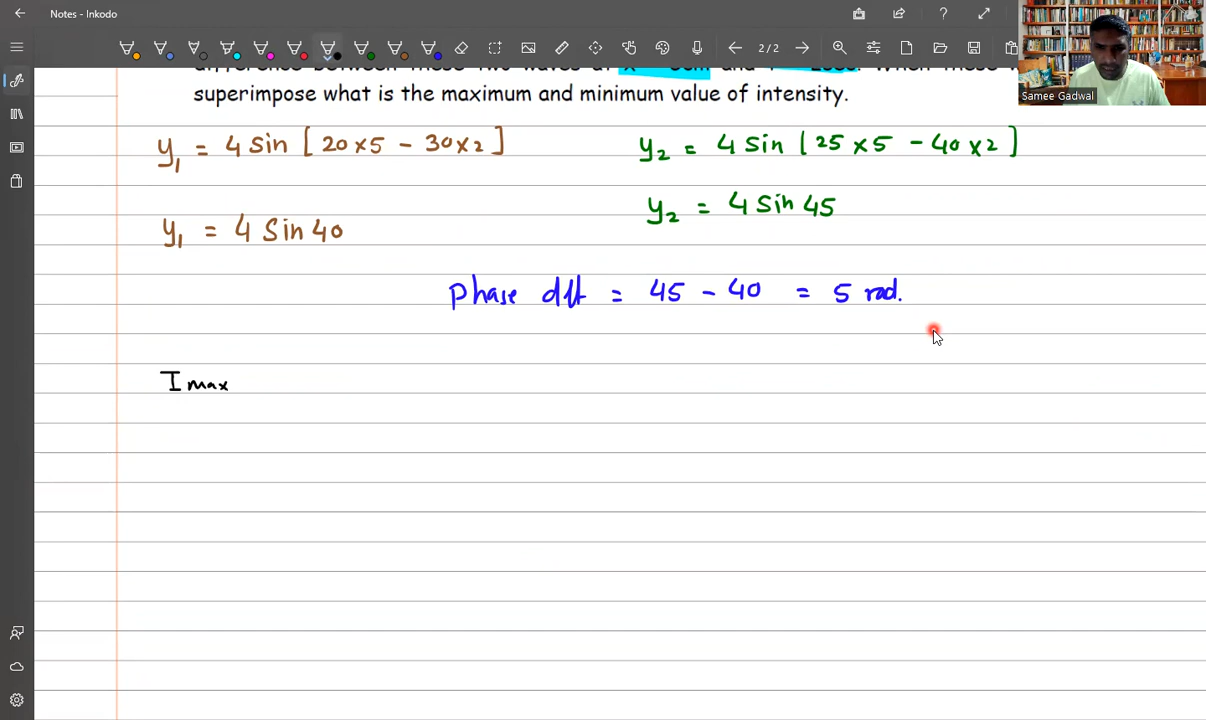 Notes - Inkodo
2/2
Samee Gadwal
superimpose what is the maximum and minimum value of intensity.
y₁ = 4 Sin [ 20 x 5 - 30 x 2 ]
y₂ = 4 Sin [ 25 x 5 - 40 x 2 ]
y₂ = 4 Sin 45
y₁ = 4 Sin 40
Phase diff = 45 - 40 = 5 rad.
I max